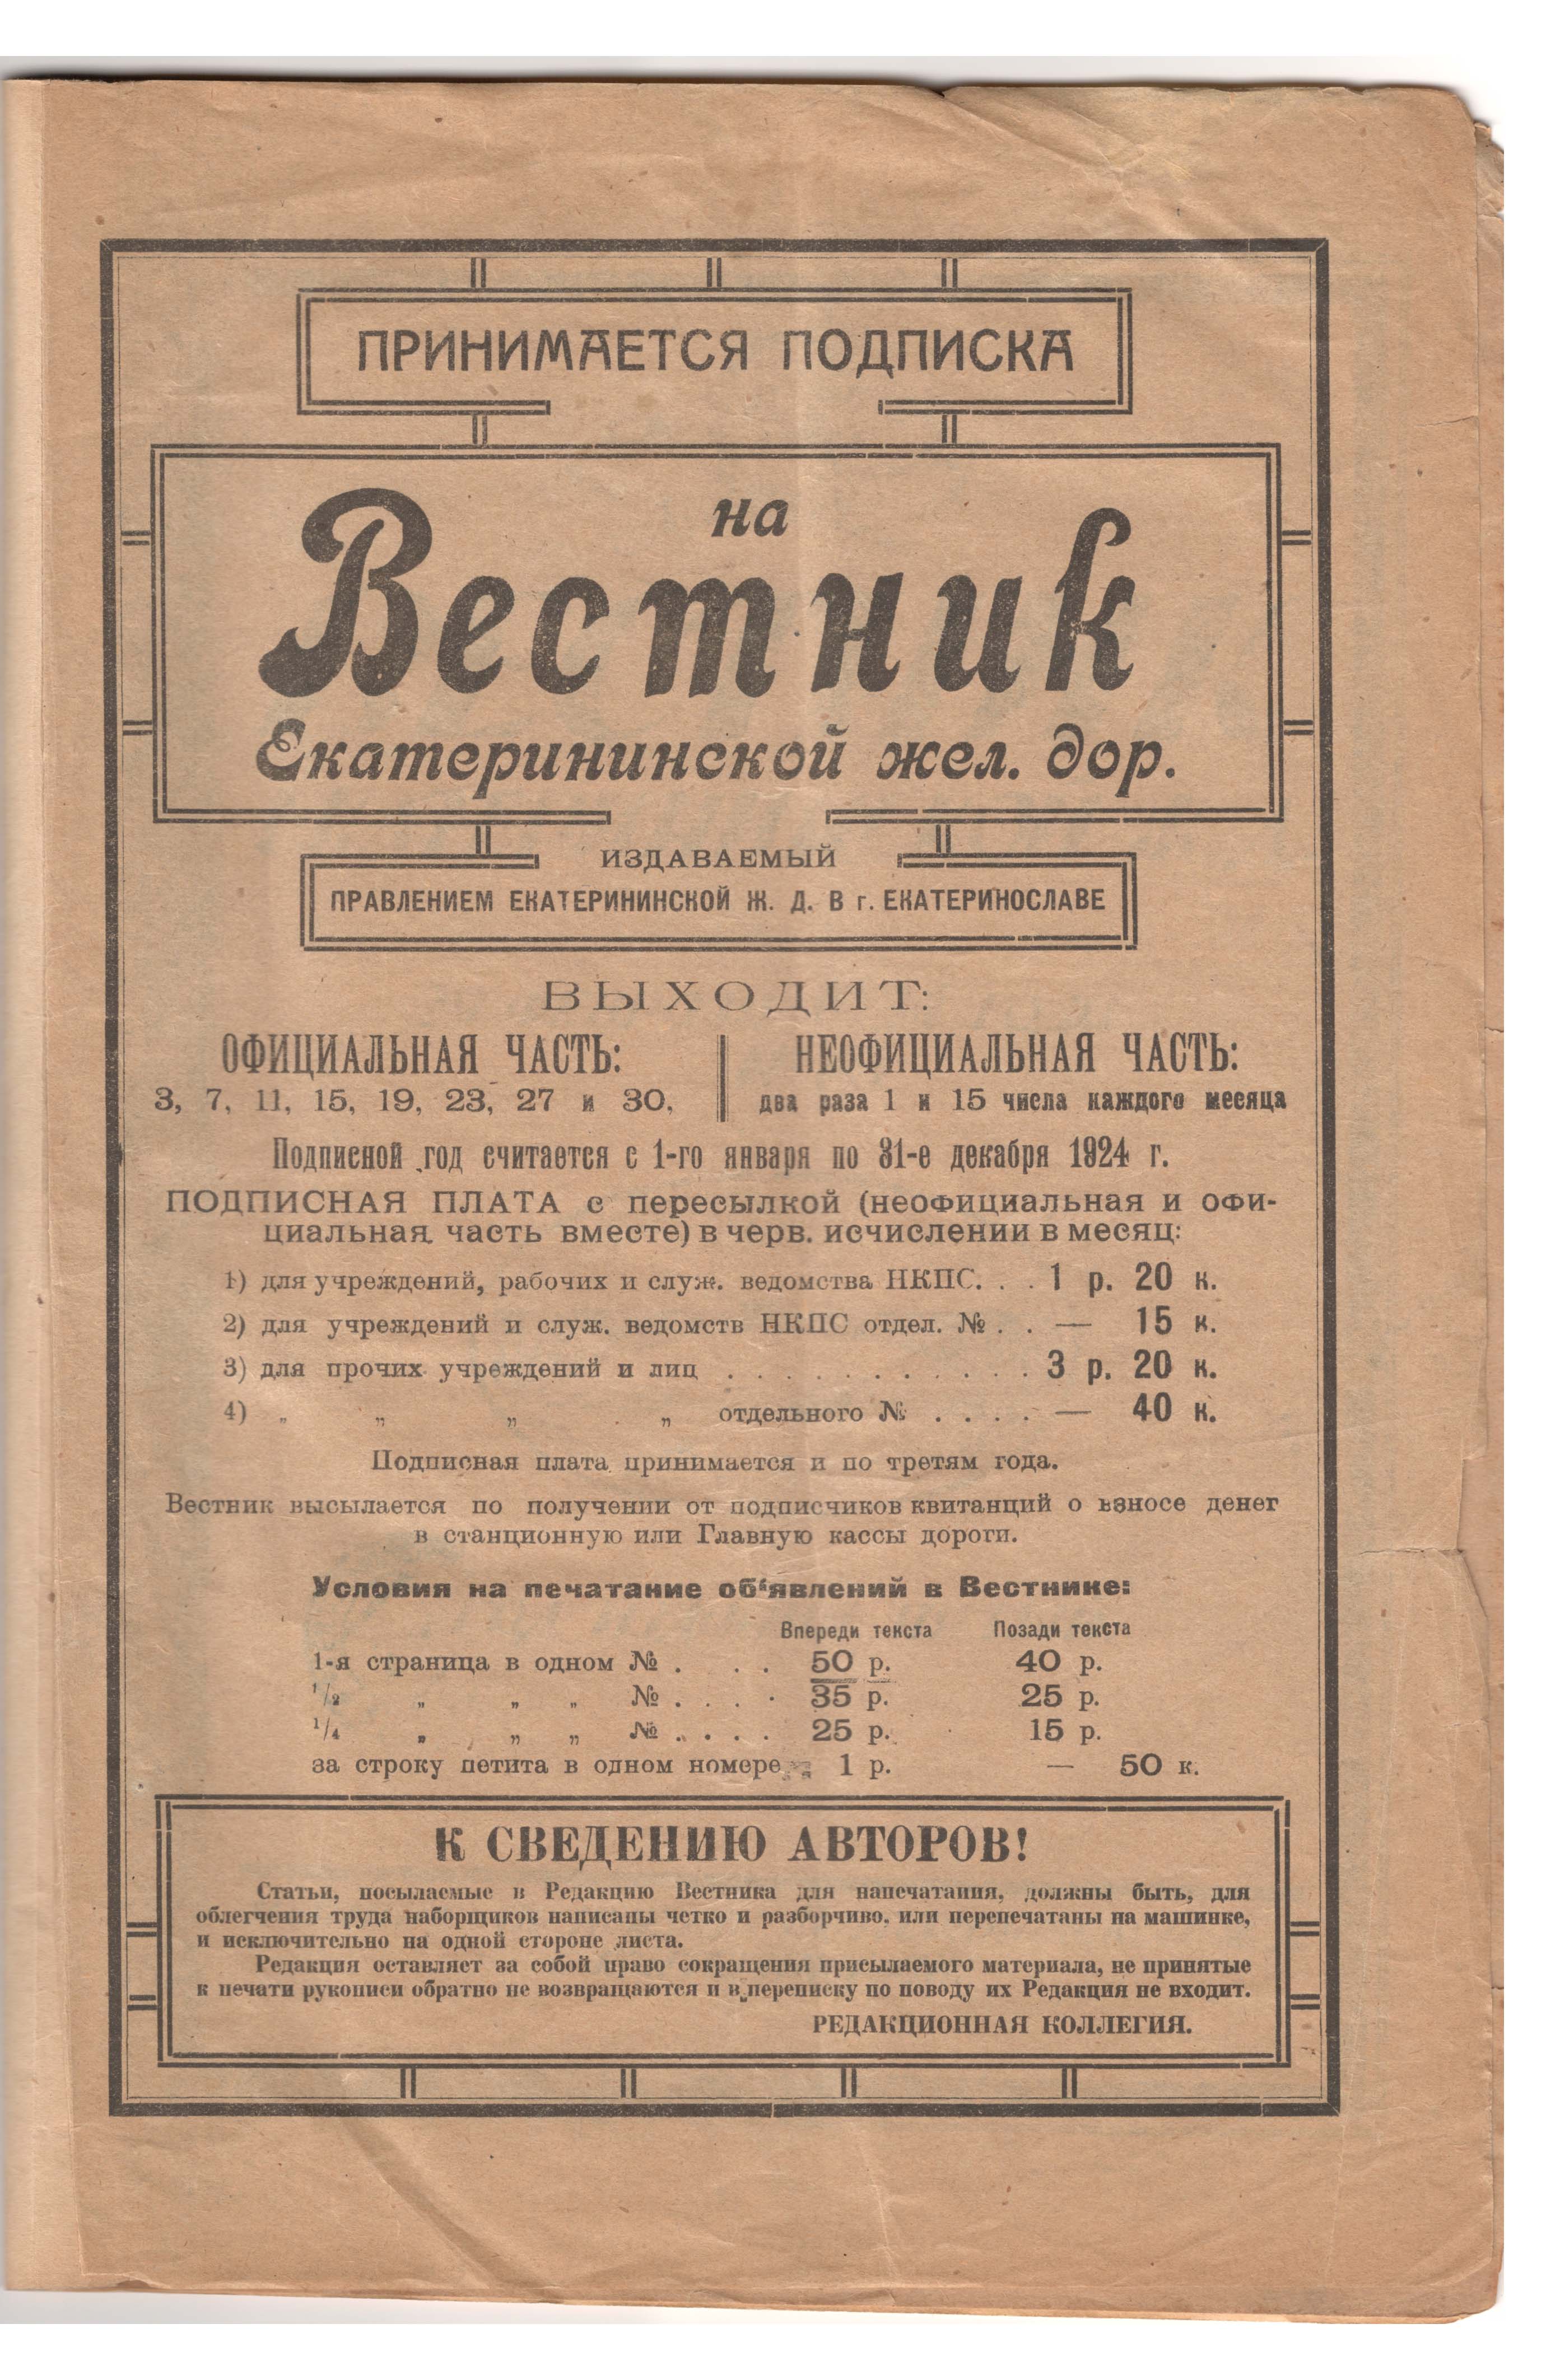 ПРИНИМАЕТСЯ ПОДПИСКА
на
Вестник
Екатерининской жел. дор.
ИЗДАВАЕМЫЙ
ПРАВЛЕНИЕМ ЕКАТЕРИНИНСКОЙ Ж. Д. В г. ЕКАТЕРИНОСЛАВЕ
ВЫХОДИТ:
ОФИЦИАЛЬНАЯ ЧАСТЬ:
3, 7, 11, 15, 19, 23, 27 и 30,
НЕОФИЦИАЛЬНАЯ ЧАСТЬ:
два раза 1 и 15 числа каждого месяца
Подписной год считается с 1-го января по 31-е декабря 1924 г.
ПОДПИСНАЯ ПЛАТА с пересылкой (неофициальная и офи-
циальная часть вместе) в черв. исчислении в месяц:
1) для учреждений, рабочих и служ. ведомства НКПС. . . 1 р. 20 к.
2) для учреждений и служ. ведомств НКПС отдел. № . . — 15 к.
3) для прочих учреждений и лиц . . . . . . . . . . . 3 р. 20 к.
4) „ „ „ „ отдельного № . . . . — 40 к.
Подписная плата принимается и по третям года.
Вестник высылается по получении от подписчиков квитанций о взносе денег
в станционную или Главную кассы дороги.
Условия на печатание об‘явлений в Вестнике:
Впереди текста Позади текста
1-я страница в одном № . . . 50 р. 40 р.
1/2 „ „ „ № . . . . 35 р. 25 р.
1/4 „ „ „ № . . . . 25 р. 15 р.
за строку петита в одном номере 1 р. — 50 к.
К СВЕДЕНИЮ АВТОРОВ!
Статьи, посылаемые в Редакцию Вестника для напечатания, должны быть, для
облегчения труда наборщиков написаны четко и разборчиво, или перепечатаны на машинке,
и исключительно на одной стороне листа.
Редакция оставляет за собой право сокращения присылаемого материала, не принятые
к печати рукописи обратно не возвращаются и в переписку по поводу их Редакция не входит.
РЕДАКЦИОННАЯ КОЛЛЕГИЯ.